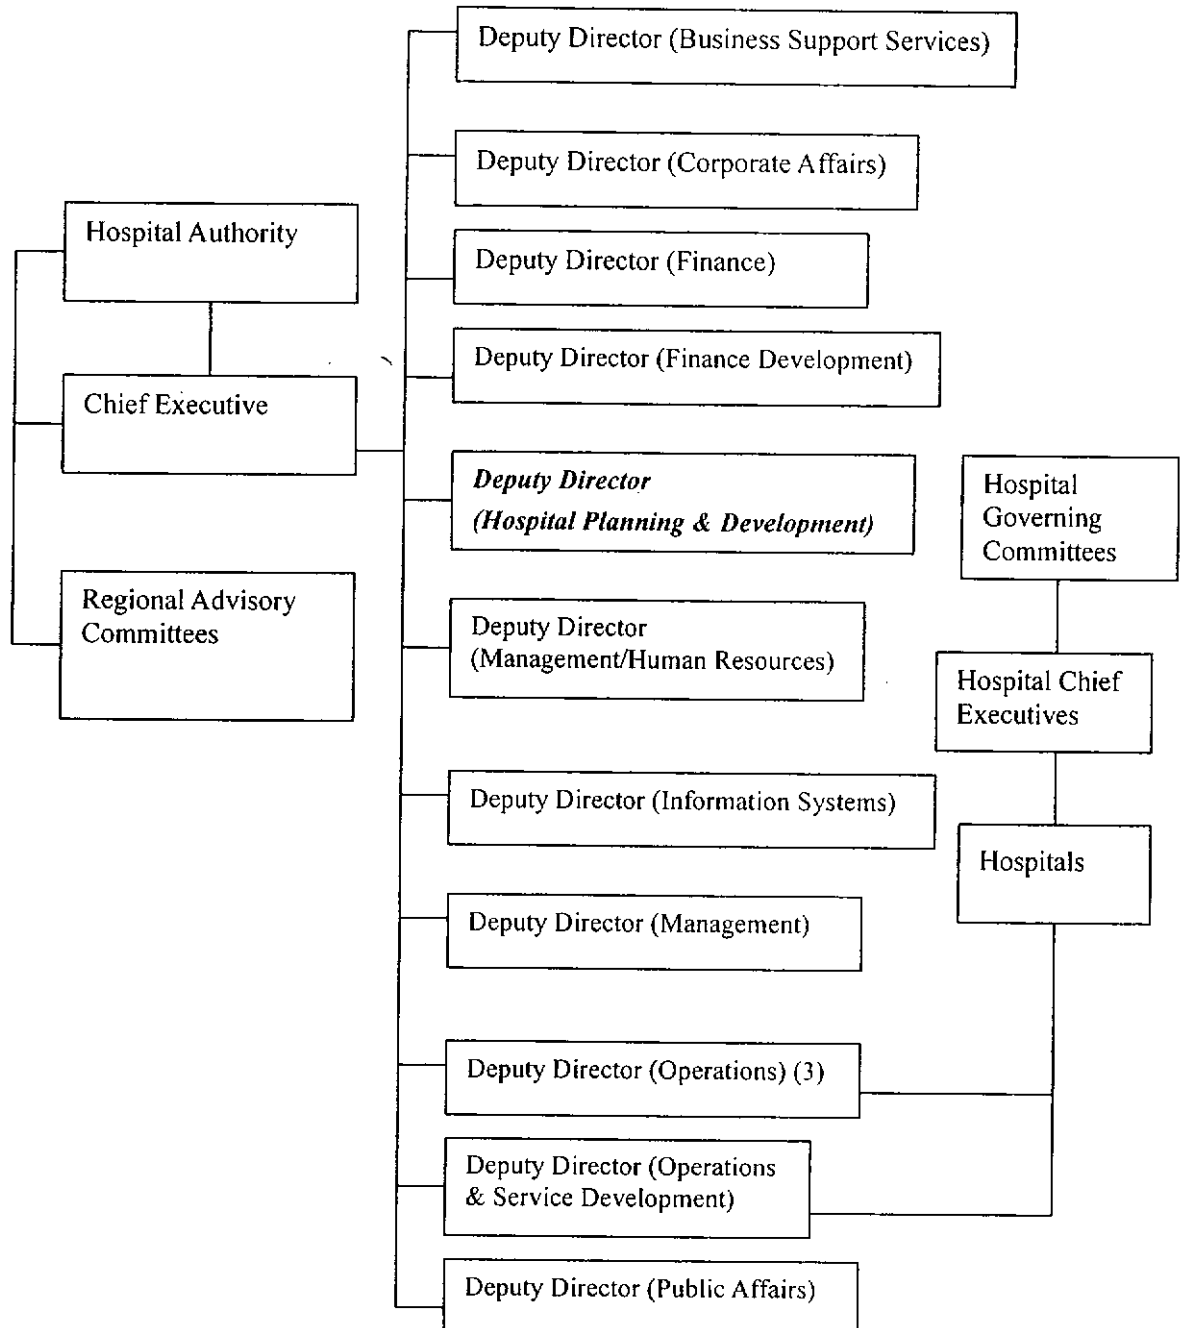 Deputy Director (Business Support Services)
Deputy Director (Corporate Affairs)
Hospital Authority
Deputy Director (Finance)
Deputy Director (Finance Development)
Chief Executive
Deputy Director
(Hospital Planning & Development)
Hospital
Governing
Committees
Regional Advisory
Committees
Deputy Director
(Management/Human Resources)
Hospital Chief
Executives
Deputy Director (Information Systems)
Hospitals
Deputy Director (Management)
Deputy Director (Operations) (3)
Deputy Director (Operations
& Service Development)
Deputy Director (Public Affairs)